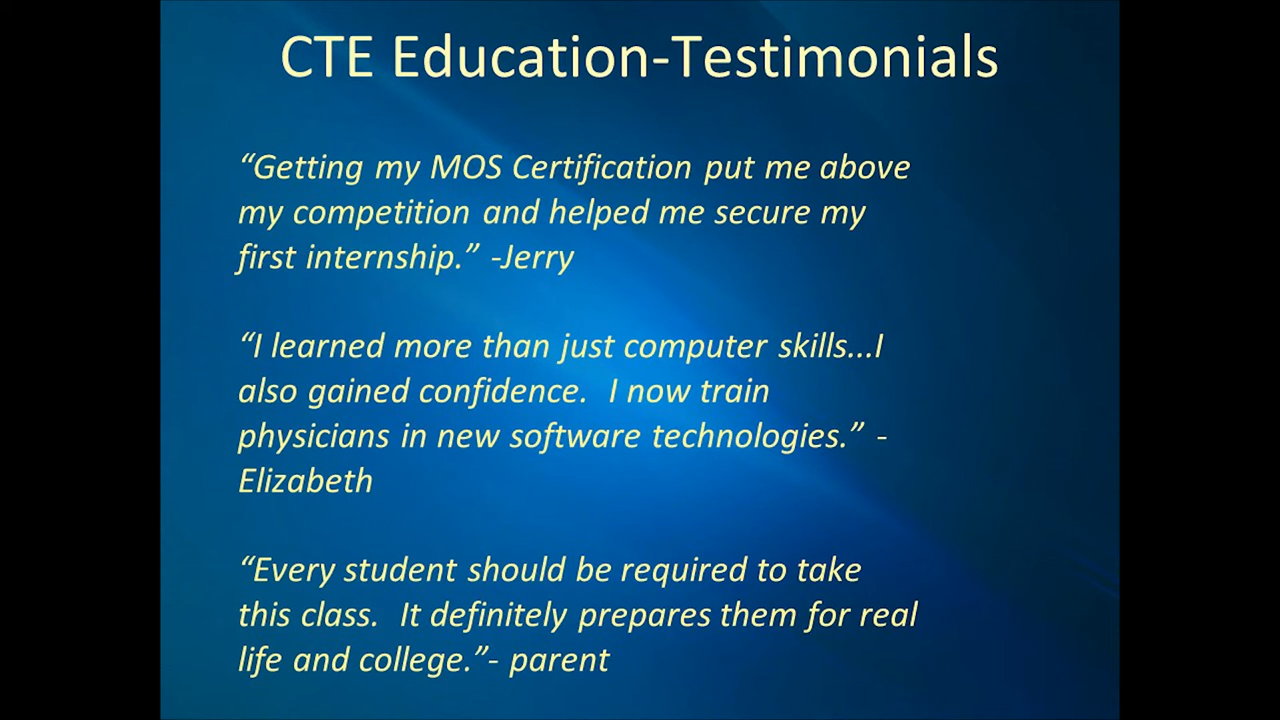 CTE Education-Testimonials
“Getting my MOS Certification put me above
my competition and helped me secure my
first internship.” -Jerry
“I learned more than just computer skills...I
also gained confidence.  I now train
physicians in new software technologies.” -
Elizabeth
“Every student should be required to take
this class.  It definitely prepares them for real
life and college.”- parent